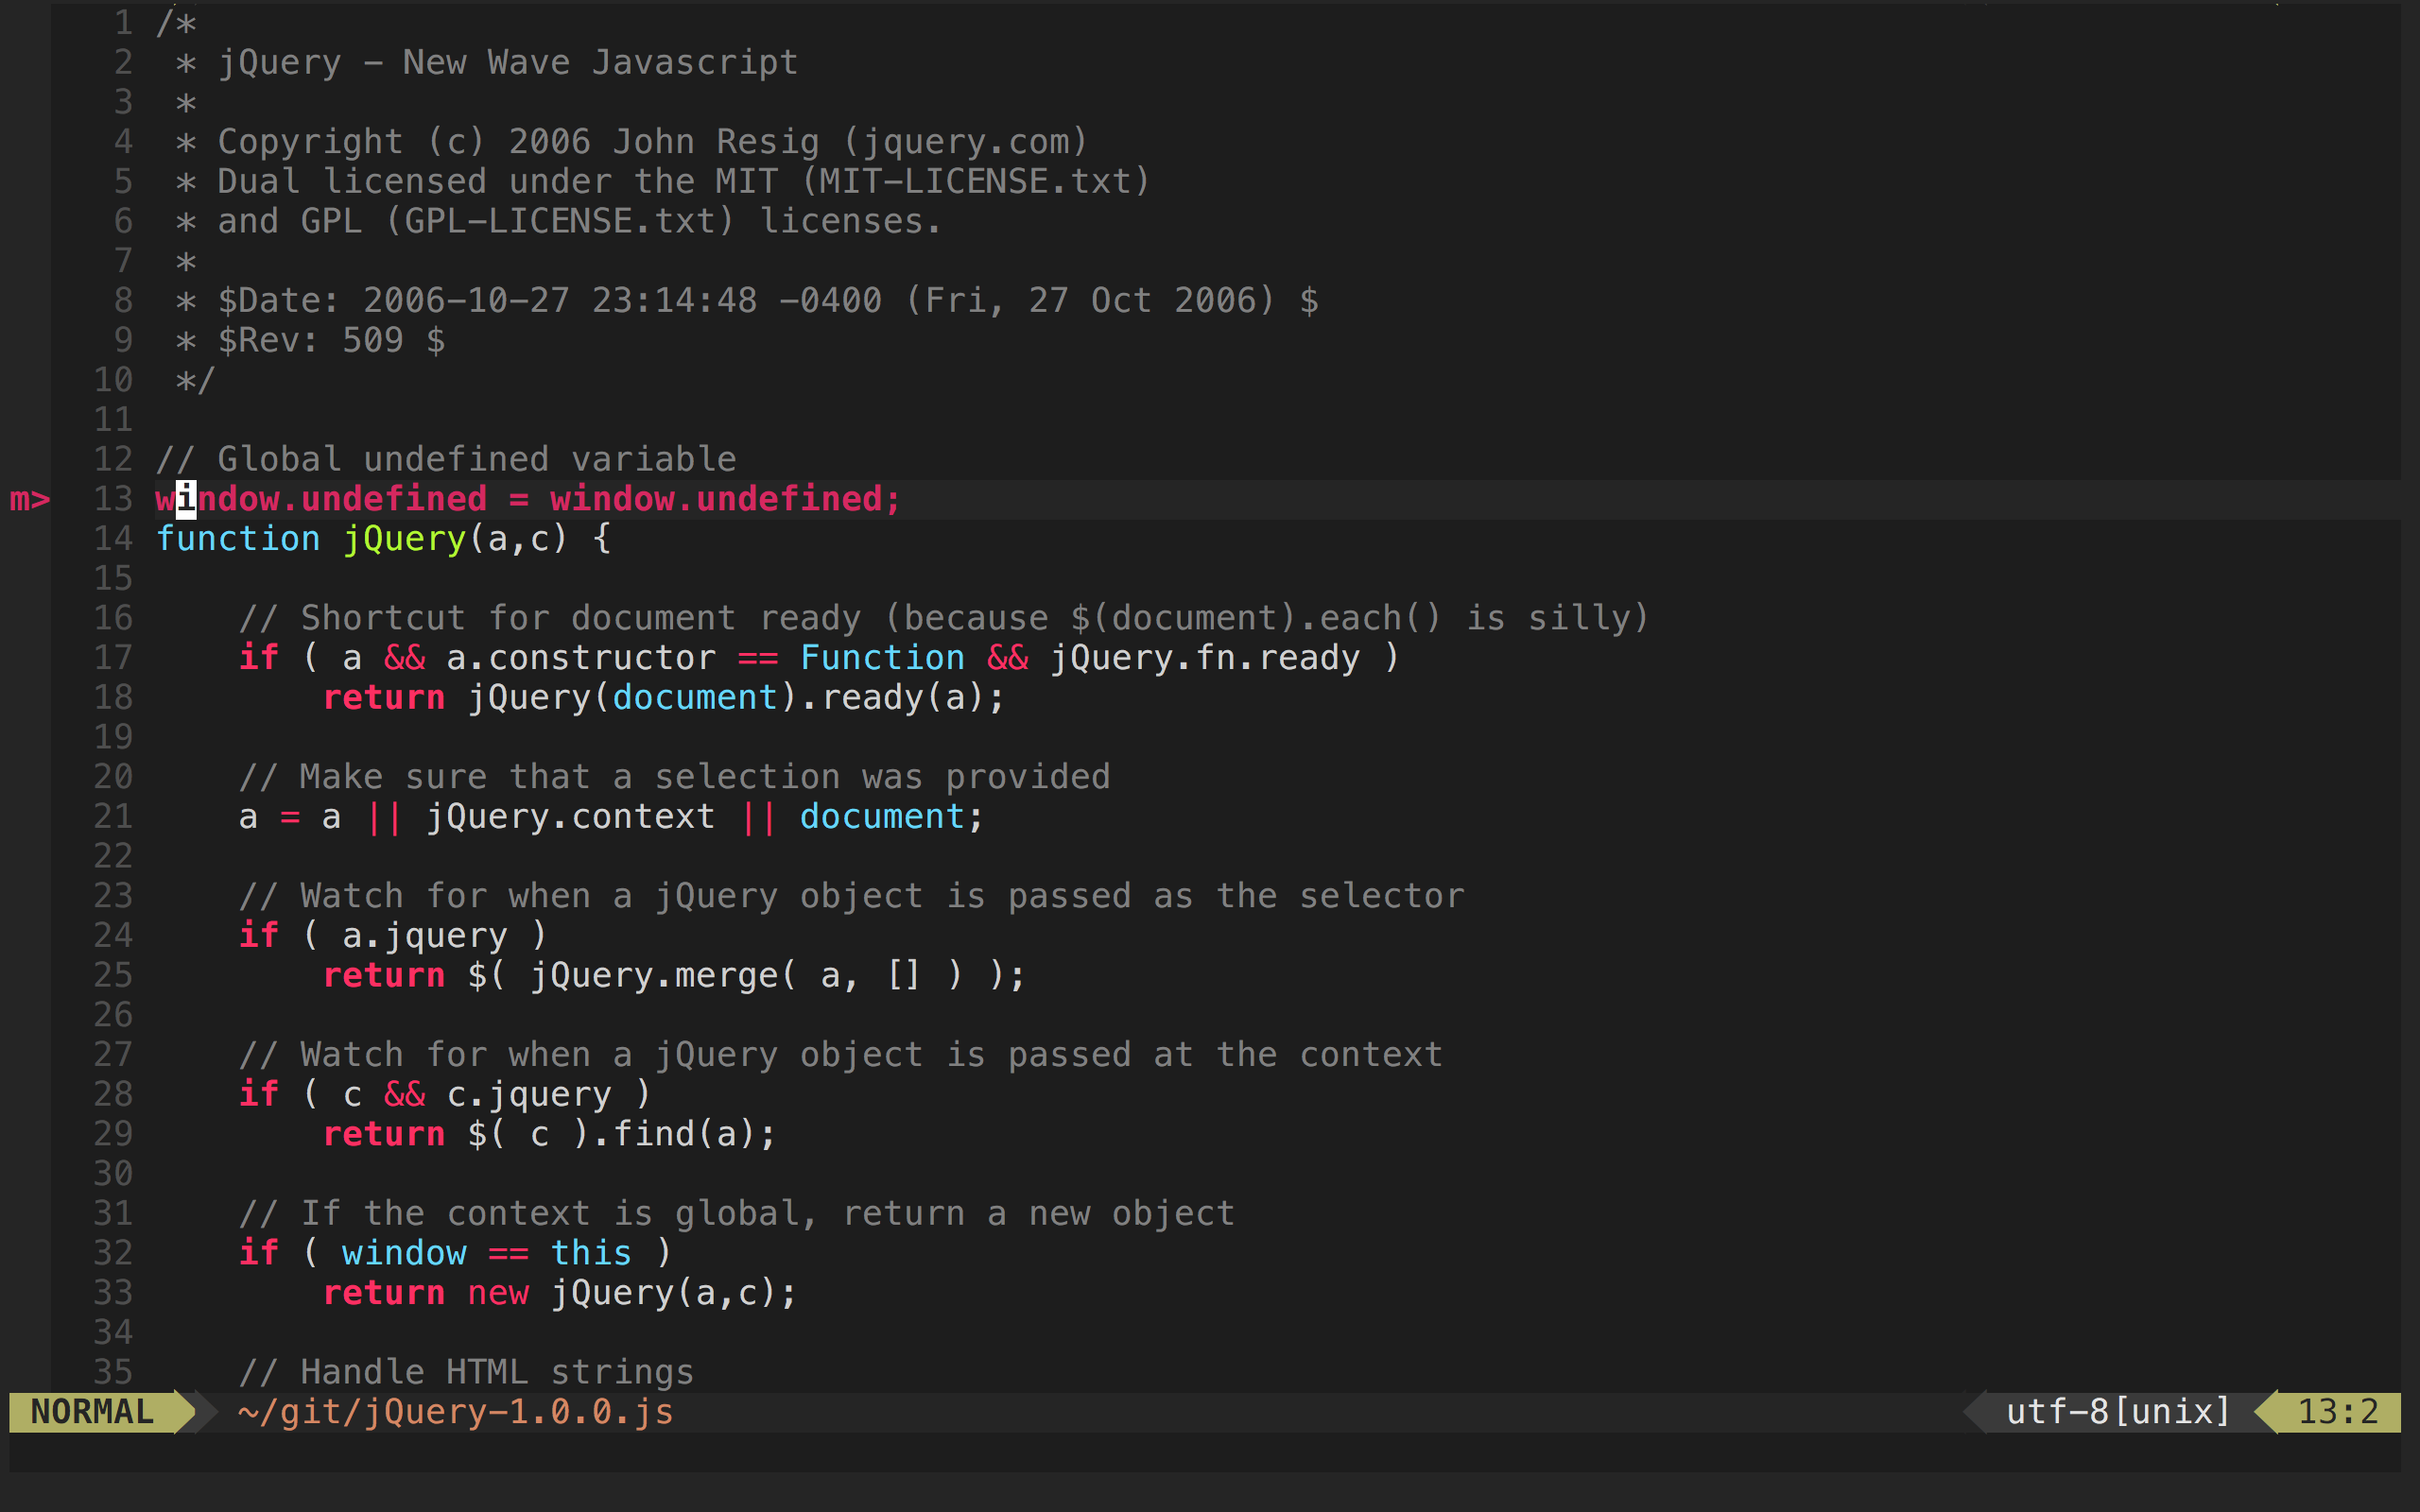 1 /*
2  * jQuery - New Wave Javascript
3  *
4  * Copyright (c) 2006 John Resig (jquery.com)
5  * Dual licensed under the MIT (MIT-LICENSE.txt)
6  * and GPL (GPL-LICENSE.txt) licenses.
7  *
8  * $Date: 2006-10-27 23:14:48 -0400 (Fri, 27 Oct 2006) $
9  * $Rev: 509 $
10  */
11
12 // Global undefined variable
m> 13 window.undefined = window.undefined;
14 function jQuery(a,c) {
15
16     // Shortcut for document ready (because $(document).each() is silly)
17     if ( a && a.constructor == Function && jQuery.fn.ready )
18         return jQuery(document).ready(a);
19
20     // Make sure that a selection was provided
21     a = a || jQuery.context || document;
22
23     // Watch for when a jQuery object is passed as the selector
24     if ( a.jquery )
25         return $( jQuery.merge( a, [] ) );
26
27     // Watch for when a jQuery object is passed at the context
28     if ( c && c.jquery )
29         return $( c ).find(a);
30
31     // If the context is global, return a new object
32     if ( window == this )
33         return new jQuery(a,c);
34
35     // Handle HTML strings
NORMAL ~/git/jQuery-1.0.0.js utf-8[unix] 13:2